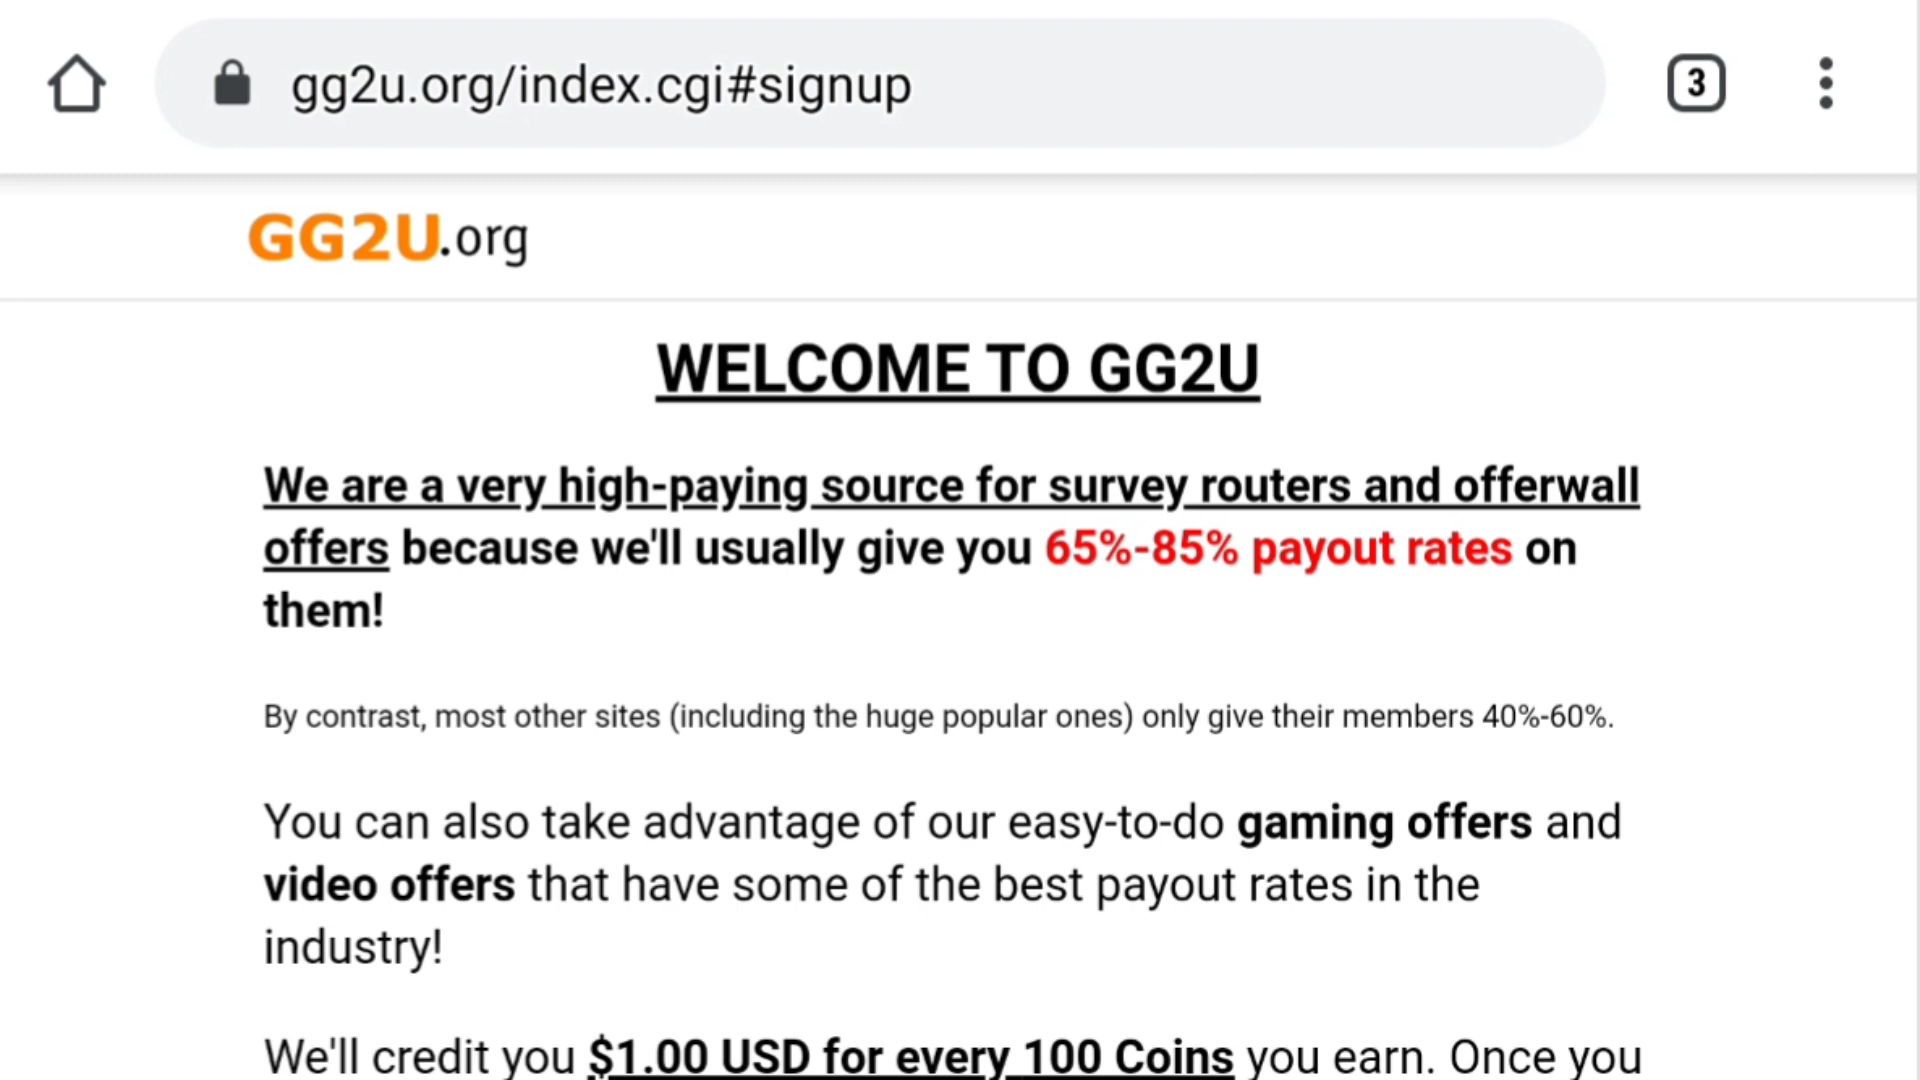 gg2u.org/index.cgi#signup
3
GG2U.org
WELCOME TO GG2U
We are a very high-paying source for survey routers and offerwall
offers because we'll usually give you 65%-85% payout rates on
them!
By contrast, most other sites (including the huge popular ones) only give their members 40%-60%.
You can also take advantage of our easy-to-do gaming offers and
video offers that have some of the best payout rates in the
industry!
We'll credit you $1.00 USD for every 100 Coins you earn. Once you